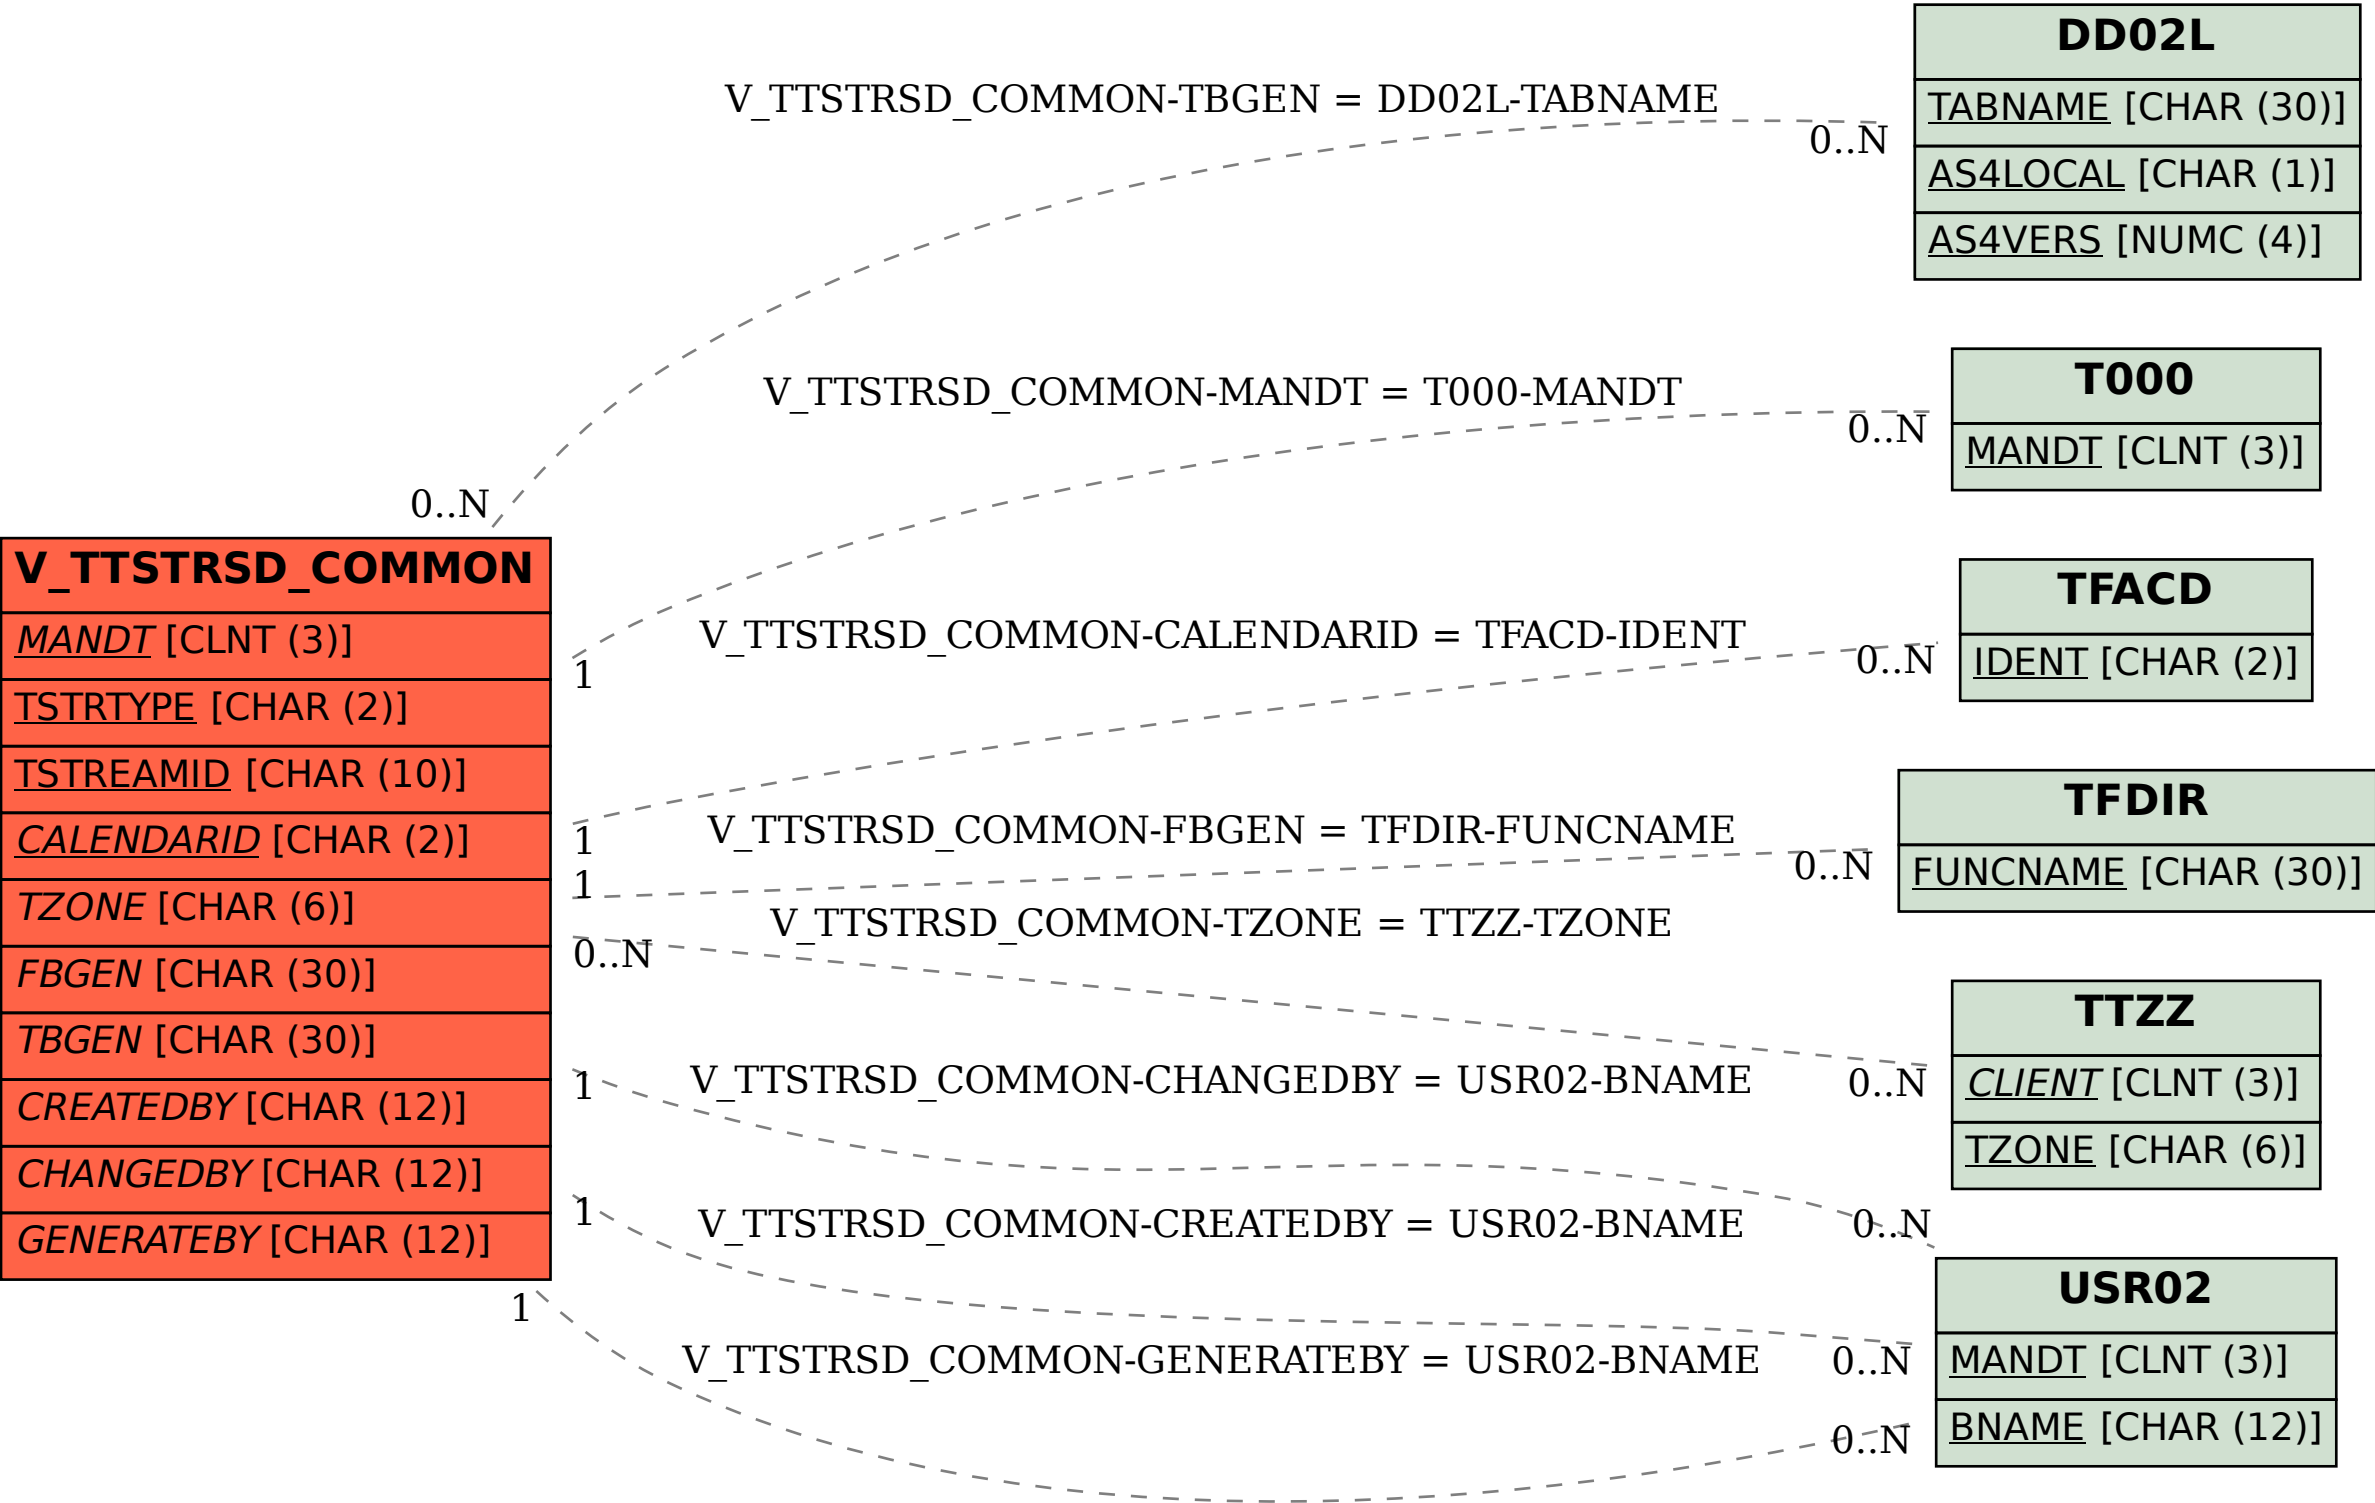 V_TTSTRSD_COMMON
MANDT [CLNT (3)]
TSTRTYPE [CHAR (2)]
TSTREAMID [CHAR (10)]
CALENDARID [CHAR (2)]
TZONE [CHAR (6)]
FBGEN [CHAR (30)]
TBGEN [CHAR (30)]
CREATEDBY [CHAR (12)]
CHANGEDBY [CHAR (12)]
GENERATEBY [CHAR (12)]
V_TTSTRSD_COMMON-TBGEN = DD02L-TABNAME
0..N
0..N
V_TTSTRSD_COMMON-MANDT = T000-MANDT
0..N
1
V_TTSTRSD_COMMON-CALENDARID = TFACD-IDENT
0..N
1
V_TTSTRSD_COMMON-FBGEN = TFDIR-FUNCNAME
0..N
1
V_TTSTRSD_COMMON-TZONE = TTZZ-TZONE
0..N
0..N
V_TTSTRSD_COMMON-CHANGEDBY = USR02-BNAME
1
0..N
V_TTSTRSD_COMMON-CREATEDBY = USR02-BNAME
1
0..N
V_TTSTRSD_COMMON-GENERATEBY = USR02-BNAME
1
0..N
DD02L
TABNAME [CHAR (30)]
AS4LOCAL [CHAR (1)]
AS4VERS [NUMC (4)]
T000
MANDT [CLNT (3)]
TFACD
IDENT [CHAR (2)]
TFDIR
FUNCNAME [CHAR (30)]
TTZZ
CLIENT [CLNT (3)]
TZONE [CHAR (6)]
USR02
MANDT [CLNT (3)]
BNAME [CHAR (12)]